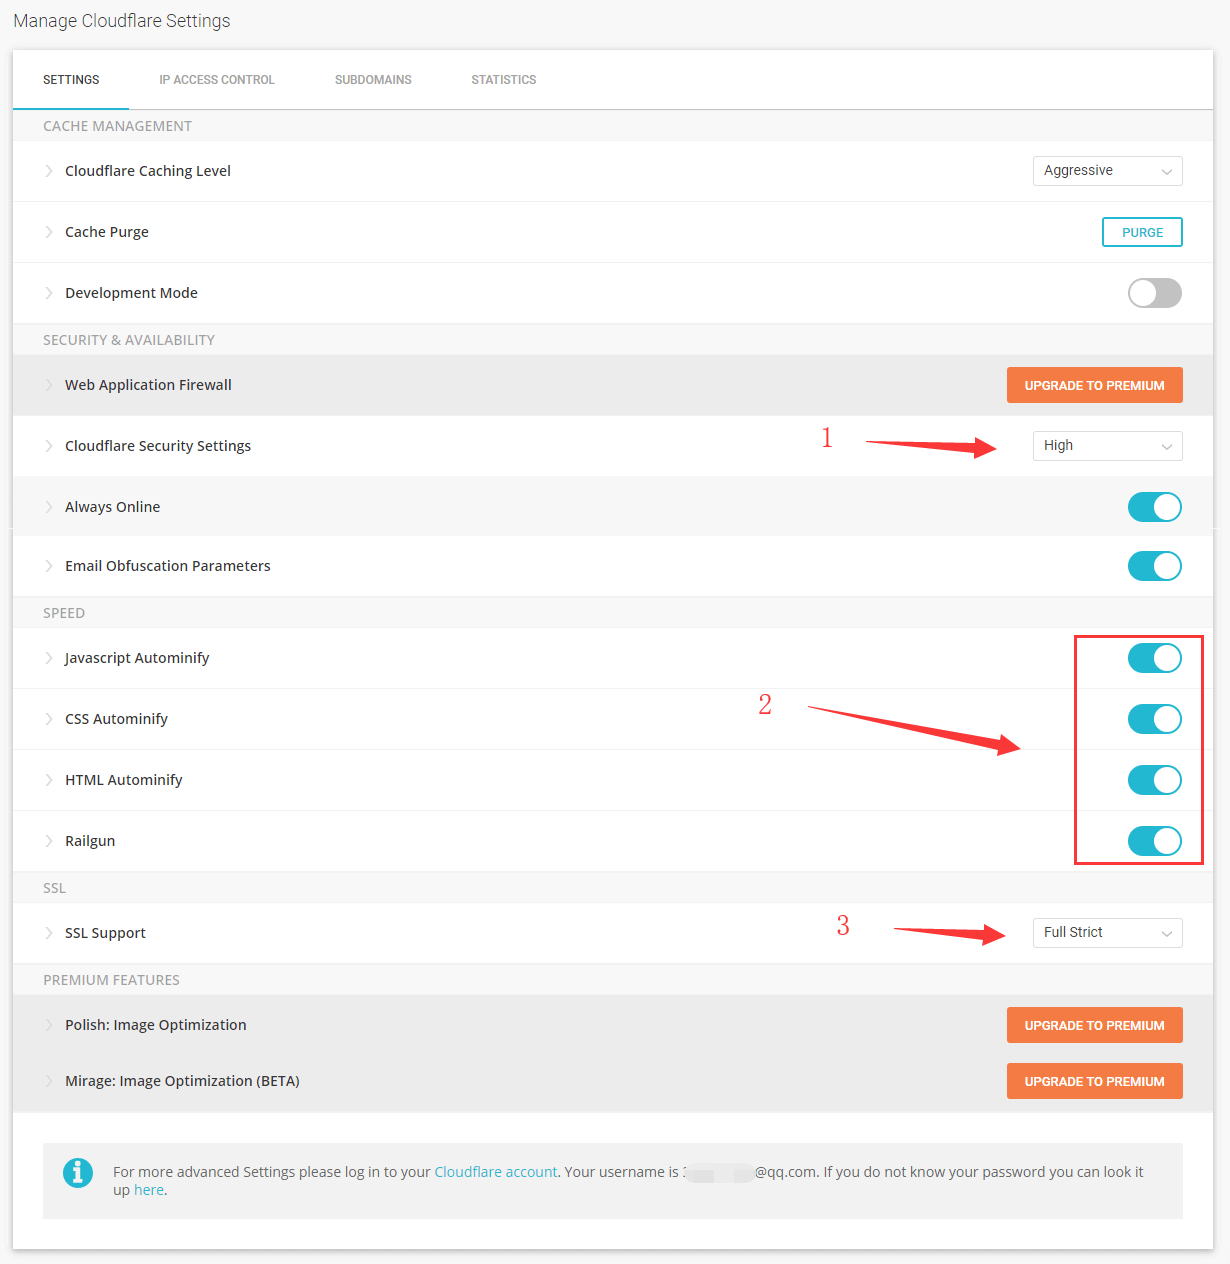 Manage Cloudflare Settings
SETTINGS IP ACCESS CONTROL SUBDOMAINS STATISTICS
CACHE MANAGEMENT
Cloudflare Caching Level Aggressive
Cache Purge PURGE
Development Mode
SECURITY & AVAILABILITY
Web Application Firewall UPGRADE TO PREMIUM
Cloudflare Security Settings 1 High
Always Online
Email Obfuscation Parameters
SPEED
Javascript Autominify
2
CSS Autominify
HTML Autominify
Railgun
SSL
SSL Support 3 Full Strict
PREMIUM FEATURES
Polish: Image Optimization UPGRADE TO PREMIUM
Mirage: Image Optimization (BETA) UPGRADE TO PREMIUM
For more advanced Settings please log in to your Cloudflare account. Your username is @qq.com. If you do not know your password you can look it
up here.